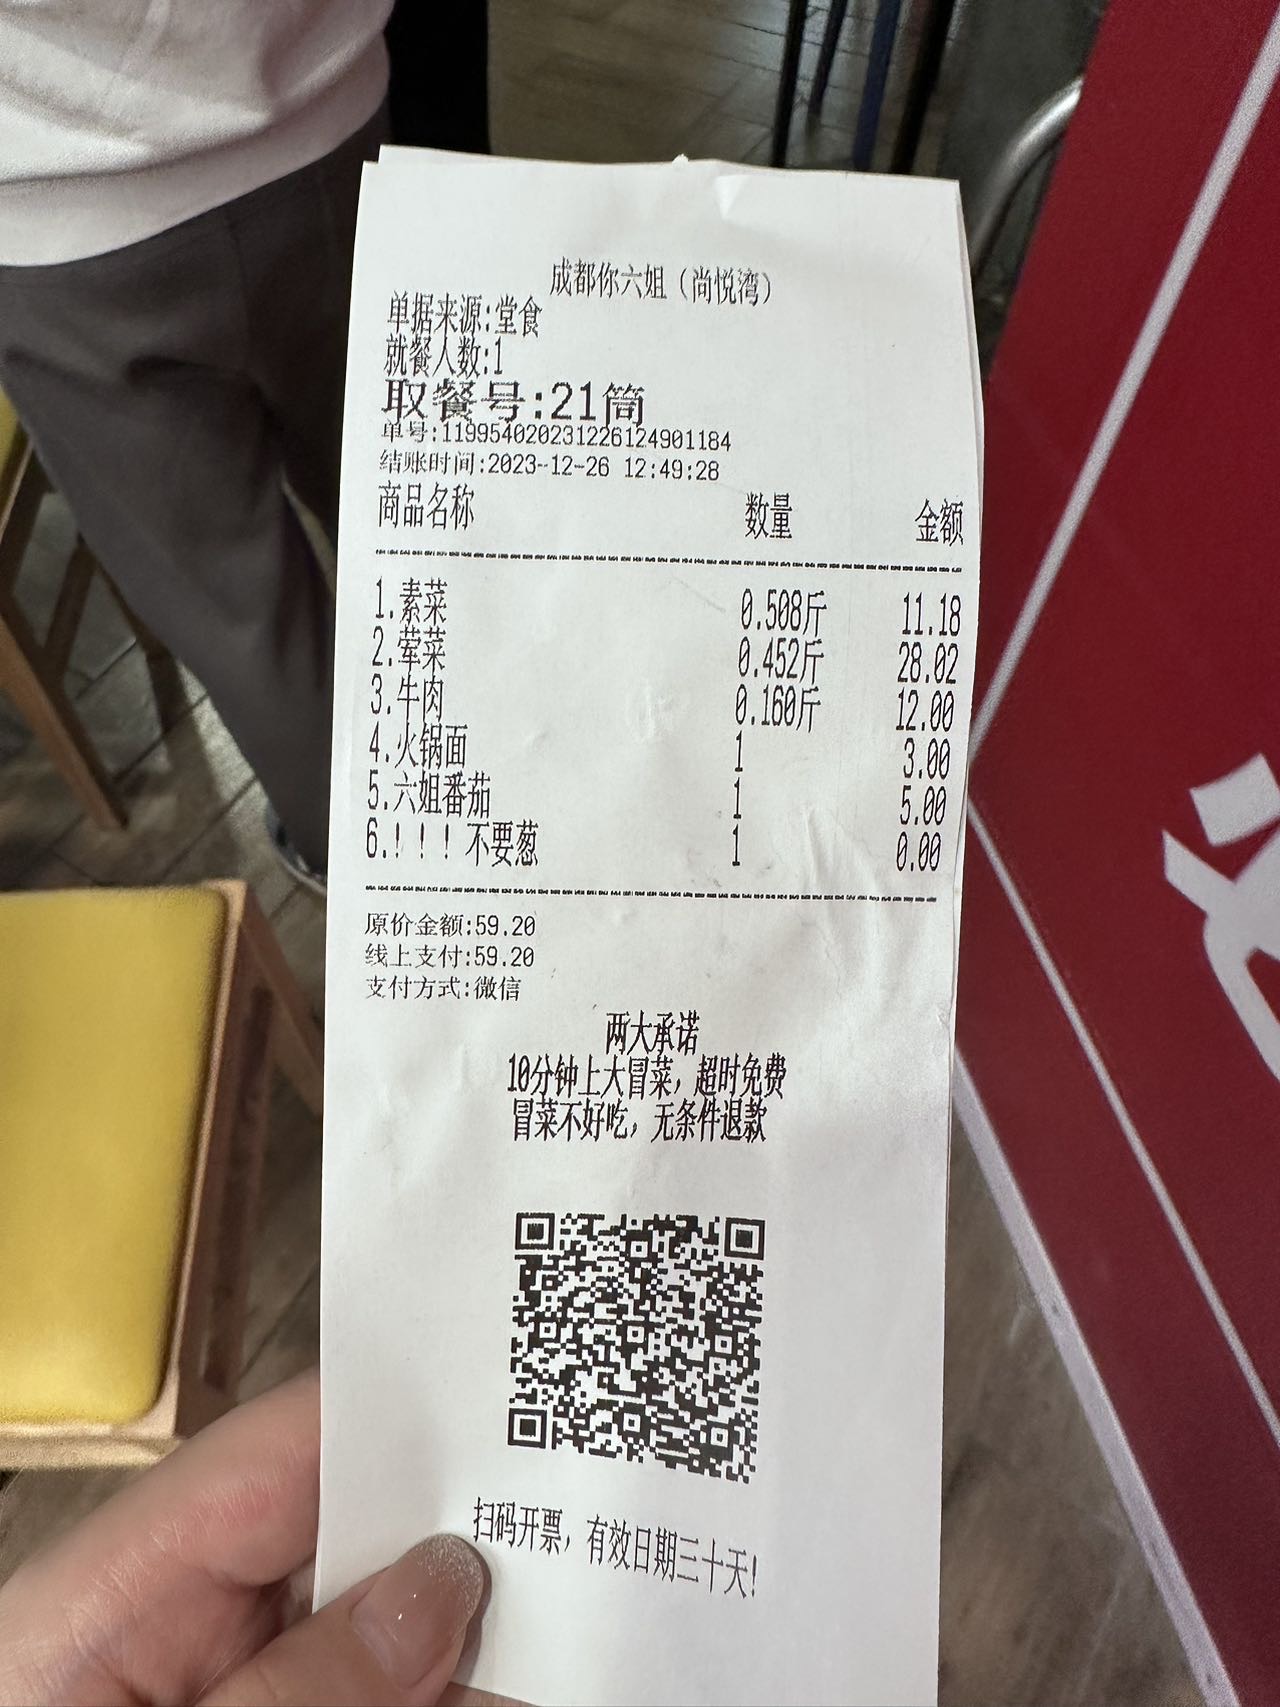 成都你六姐（尚悦湾）
单据来源:堂食
就餐人数:1
取餐号:21筒
单号:119954020231226124901184
结账时间:2023-12-26 12:49:28
商品名称 数量 金额
1.素菜 0.508斤 11.18
2.荤菜 0.452斤 28.02
3.牛肉 0.160斤 12.00
4.火锅面 1 3.00
5.六姐番茄 1 5.00
6.！！！不要葱 1 0.00
原价金额:59.20
线上支付:59.20
支付方式:微信
两大承诺
10分钟上大冒菜，超时免费
冒菜不好吃，无条件退款
扫码开票，有效日期三十天!